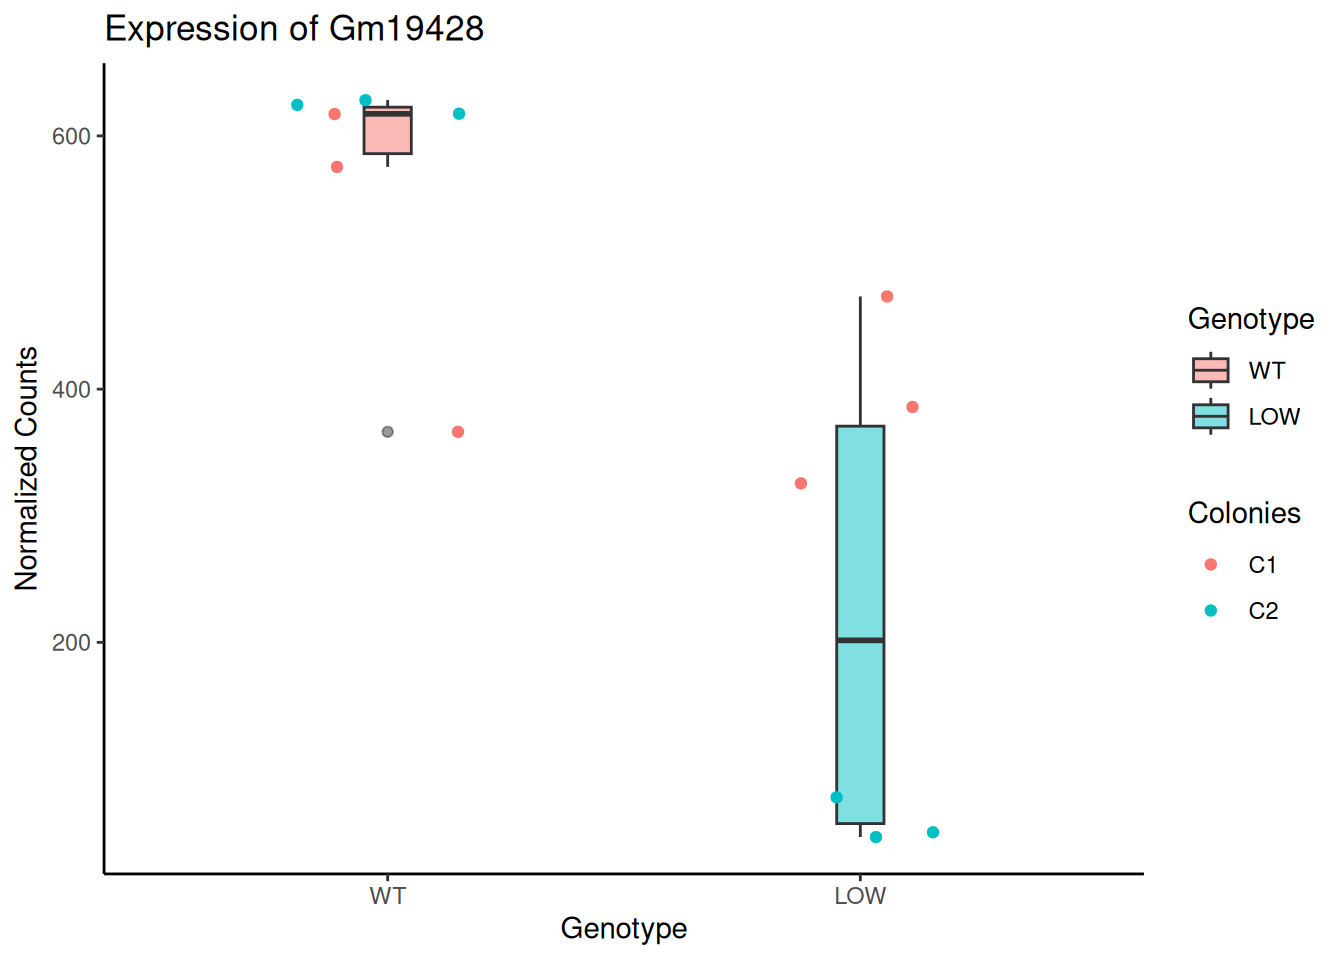 Expression of Gm19428
Normalized Counts
600
400
200
WT
LOW
Genotype
Genotype
WT
LOW
Colonies
C1
C2